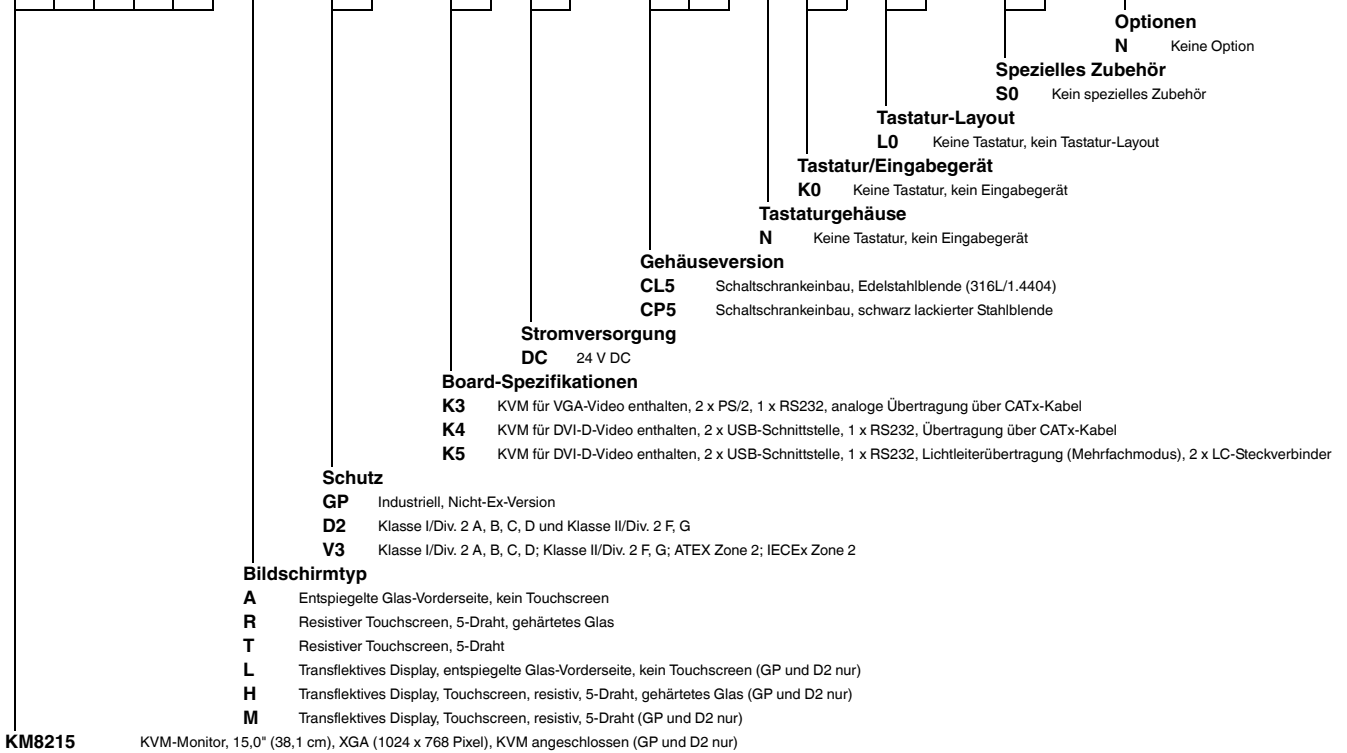 Optionen
N Keine Option
Spezielles Zubehör
S0 Kein spezielles Zubehör
Tastatur-Layout
L0 Keine Tastatur, kein Tastatur-Layout
Tastatur/Eingabegerät
K0 Keine Tastatur, kein Eingabegerät
Tastaturgehäuse
N Keine Tastatur, kein Eingabegerät
Gehäuseversion
CL5 Schaltschrankeinbau, Edelstahlblende (316L/1.4404)
CP5 Schaltschrankeinbau, schwarz lackierter Stahlblende
Stromversorgung
DC 24 V DC
Board-Spezifikationen
K3 KVM für VGA-Video enthalten, 2 x PS/2, 1 x RS232, analoge Übertragung über CATx-Kabel
K4 KVM für DVI-D-Video enthalten, 2 x USB-Schnittstelle, 1 x RS232, Übertragung über CATx-Kabel
K5 KVM für DVI-D-Video enthalten, 2 x USB-Schnittstelle, 1 x RS232, Lichtleiterübertragung (Mehrfachmodus), 2 x LC-Steckverbinder
Schutz
GP Industriell, Nicht-Ex-Version
D2 Klasse I/Div. 2 A, B, C, D und Klasse II/Div. 2 F, G
V3 Klasse I/Div. 2 A, B, C, D; Klasse II/Div. 2 F, G; ATEX Zone 2; IECEx Zone 2
Bildschirmtyp
A Entspiegelte Glas-Vorderseite, kein Touchscreen
R Resistiver Touchscreen, 5-Draht, gehärtetes Glas
T Resistiver Touchscreen, 5-Draht
L Transflektives Display, entspiegelte Glas-Vorderseite, kein Touchscreen (GP und D2 nur)
H Transflektives Display, Touchscreen, resistiv, 5-Draht, gehärtetes Glas (GP und D2 nur)
M Transflektives Display, Touchscreen, resistiv, 5-Draht (GP und D2 nur)
KM8215 KVM-Monitor, 15,0" (38,1 cm), XGA (1024 x 768 Pixel), KVM angeschlossen (GP und D2 nur)